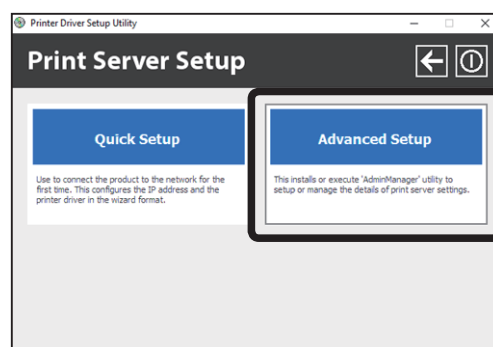 Printer Driver Setup Utility
Print Server Setup
Quick Setup
Use to connect the product to the network for the
first time. This configures the IP address and the
printer driver in the wizard format.
Advanced Setup
This installs or execute 'AdminManager' utility to
setup or manage the details of print server settings.